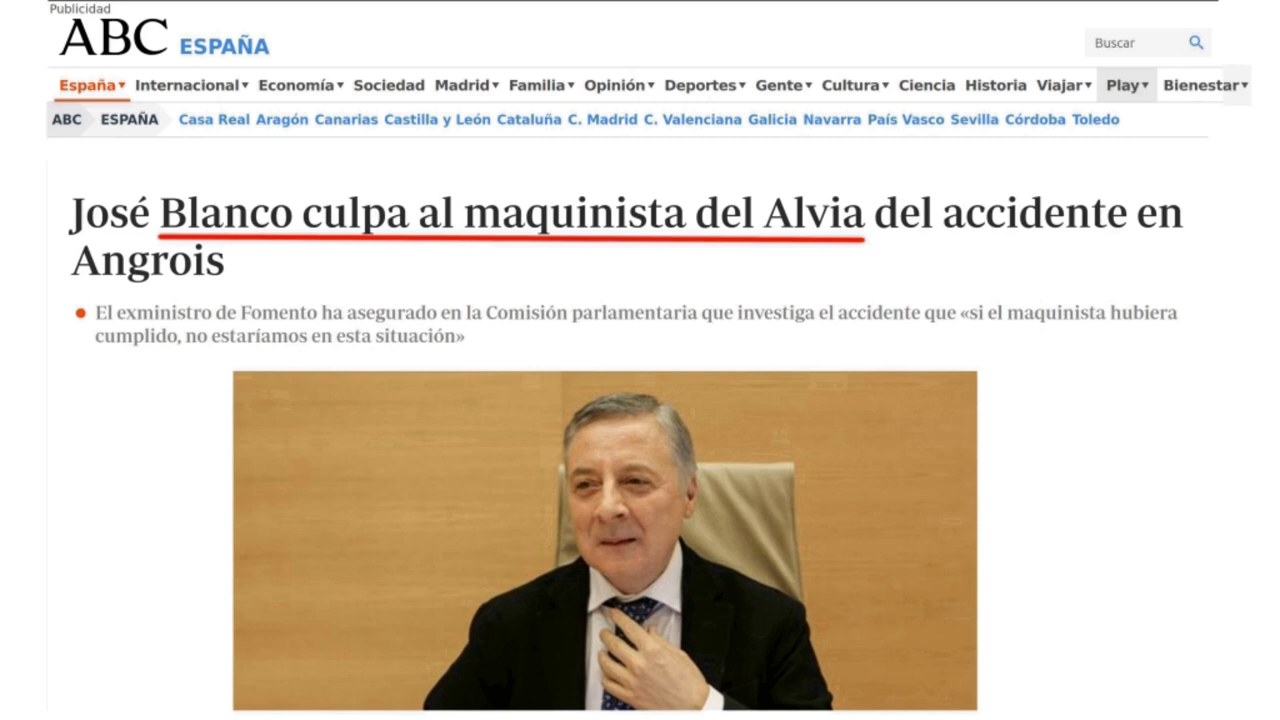 Publicidad
ABC ESPAÑA
Buscar
España Internacional Economía Sociedad Madrid Familia Opinión Deportes Gente Cultura Ciencia Historia Viajar Play Bienestar
ABC ESPAÑA Casa Real Aragón Canarias Castilla y León Cataluña C. Madrid C. Valenciana Galicia Navarra País Vasco Sevilla Córdoba Toledo
José Blanco culpa al maquinista del Alvia del accidente en
Angrois
El exministro de Fomento ha asegurado en la Comisión parlamentaria que investiga el accidente que «si el maquinista hubiera
cumplido, no estaríamos en esta situación»